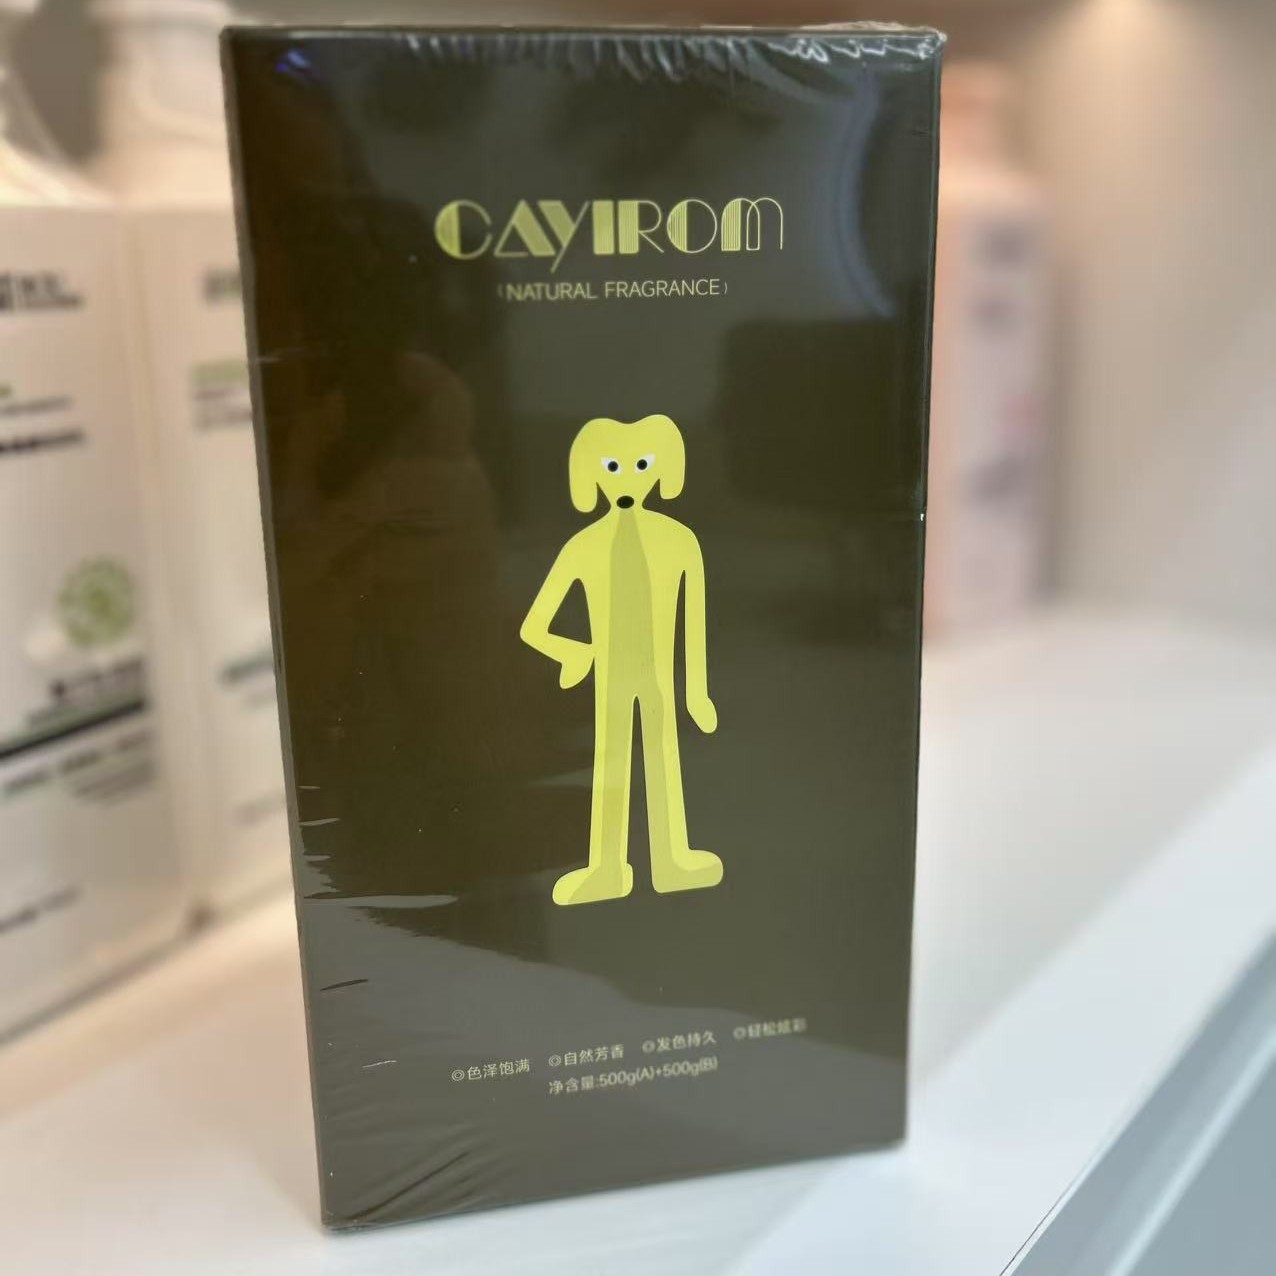 CAYIROM
(NATURAL FRAGRANCE)
◎色泽饱满 ◎自然芳香 ◎发色持久 ◎轻松炫彩
净含量:500g(A)+500g(B)